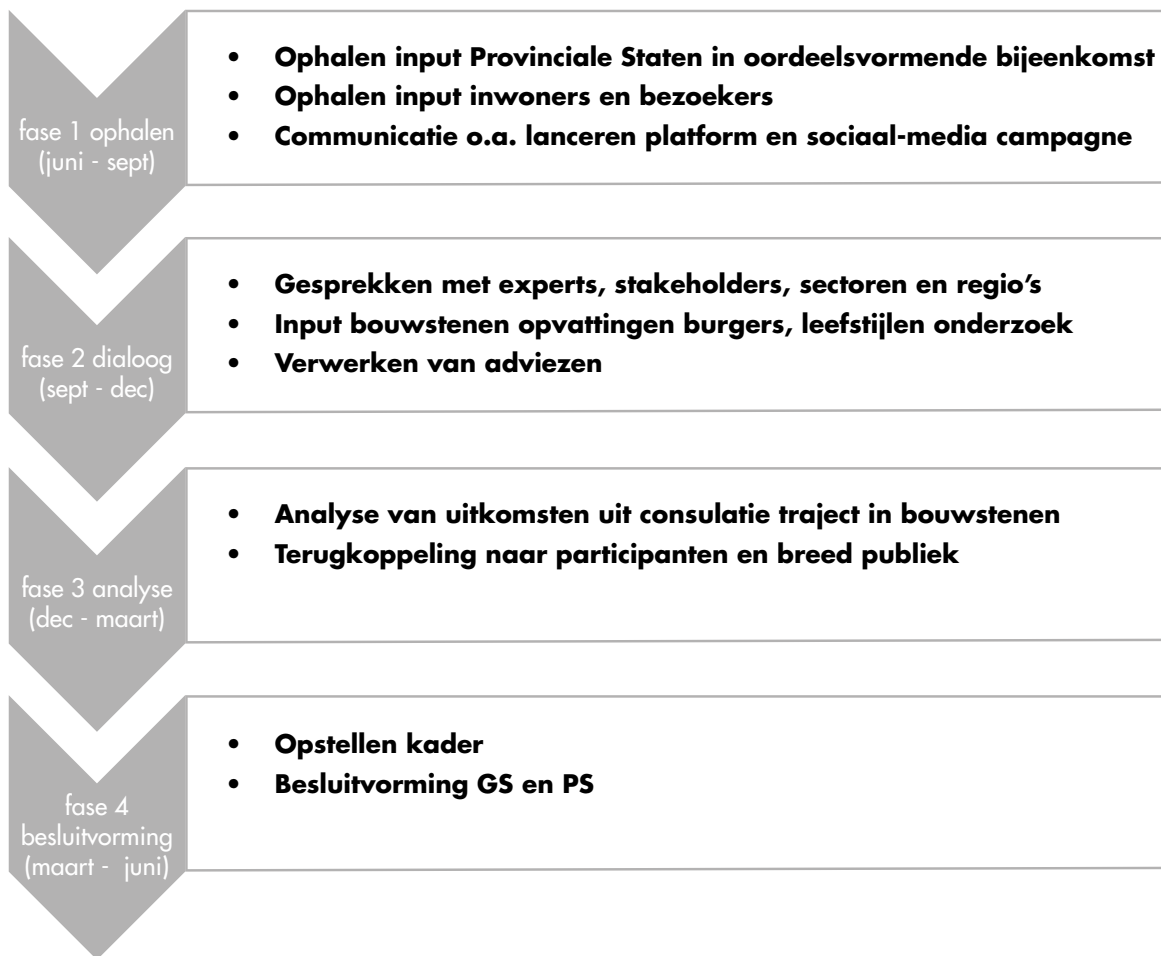 fase 1 ophalen
(juni - sept)
• Ophalen input Provinciale Staten in oordeelsvormende bijeenkomst
• Ophalen input inwoners en bezoekers
• Communicatie o.a. lanceren platform en sociaal-media campagne
fase 2 dialoog
(sept - dec)
• Gesprekken met experts, stakeholders, sectoren en regio's
• Input bouwstenen opvattingen burgers, leefstijlen onderzoek
• Verwerken van adviezen
fase 3 analyse
(dec - maart)
• Analyse van uitkomsten uit consulatie traject in bouwstenen
• Terugkoppeling naar participanten en breed publiek
fase 4
besluitvorming
(maart - juni)
• Opstellen kader
• Besluitvorming GS en PS